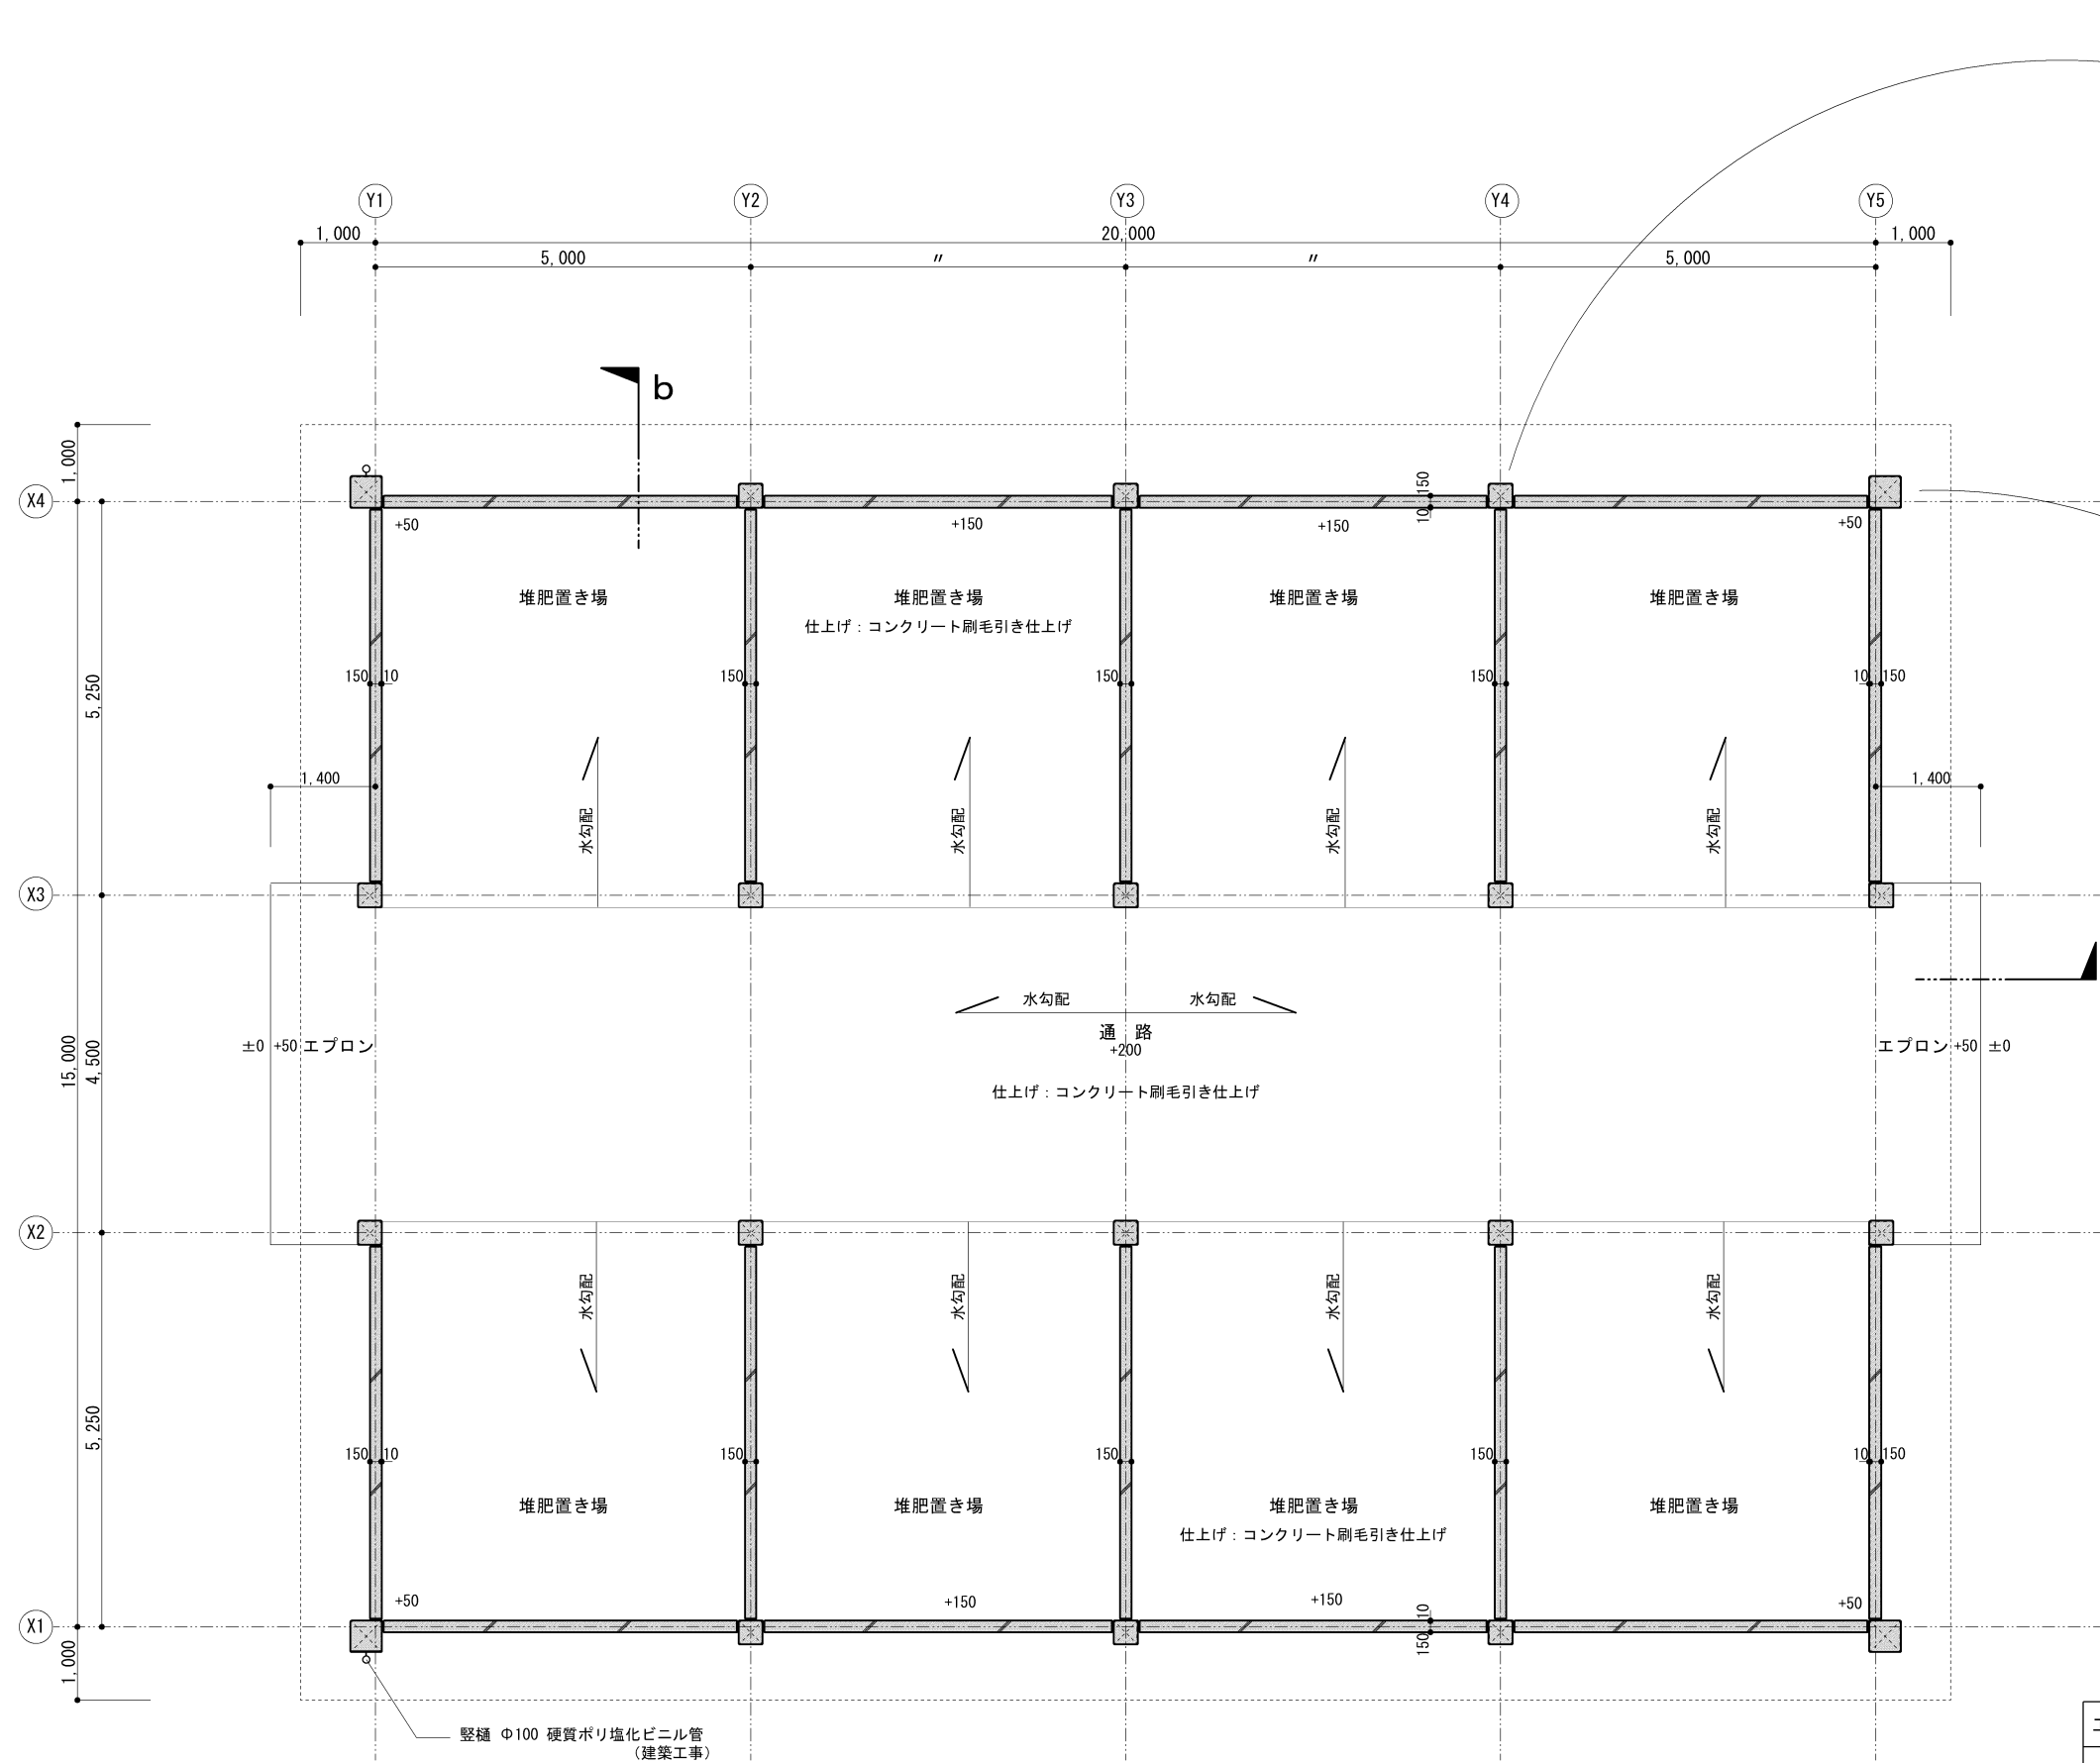 Y1 Y2 Y3 Y4 Y5
1,000 20,000 1,000
5,000 〃 〃 5,000
b
1,000
X4
150
10
+50 +150 +150 +50
堆肥置き場 堆肥置き場 堆肥置き場 堆肥置き場
仕上げ：コンクリート刷毛引き仕上げ
150 10 150 150 150 10 150
5,250
1,400 1,400
水勾配 水勾配 水勾配 水勾配
X3
水勾配 水勾配
通 路
+200
±0 +50 エプロン エプロン +50 ±0
15,000 4,500
仕上げ：コンクリート刷毛引き仕上げ
X2
水勾配 水勾配 水勾配 水勾配
5,250
150 10 150 150 150 10 150
堆肥置き場 堆肥置き場 堆肥置き場 堆肥置き場
仕上げ：コンクリート刷毛引き仕上げ
+50 +150 +150 +50
10
150
X1
1,000
竪樋 Φ100 硬質ポリ塩化ビニル管
（建築工事）